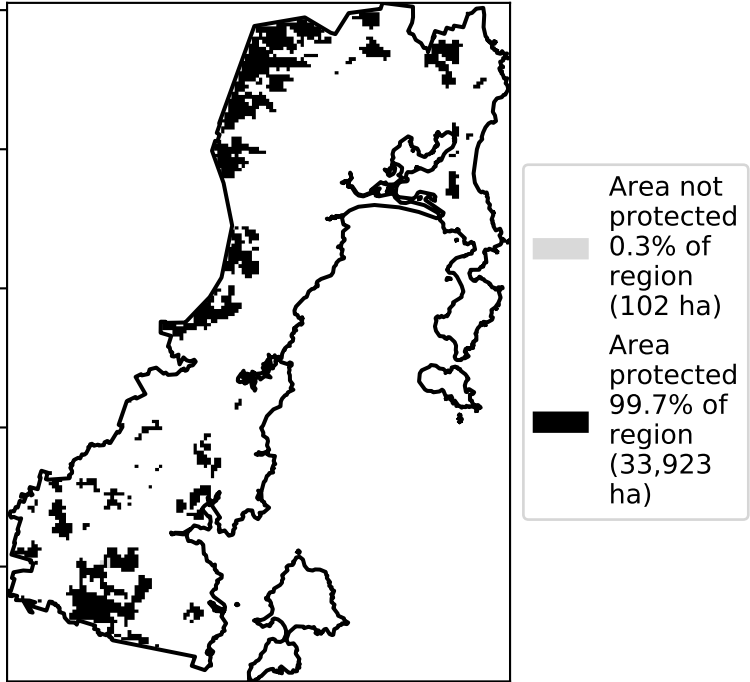 Area not
protected
0.3% of
region
(102 ha)
Area
protected
99.7% of
region
(33,923
ha)